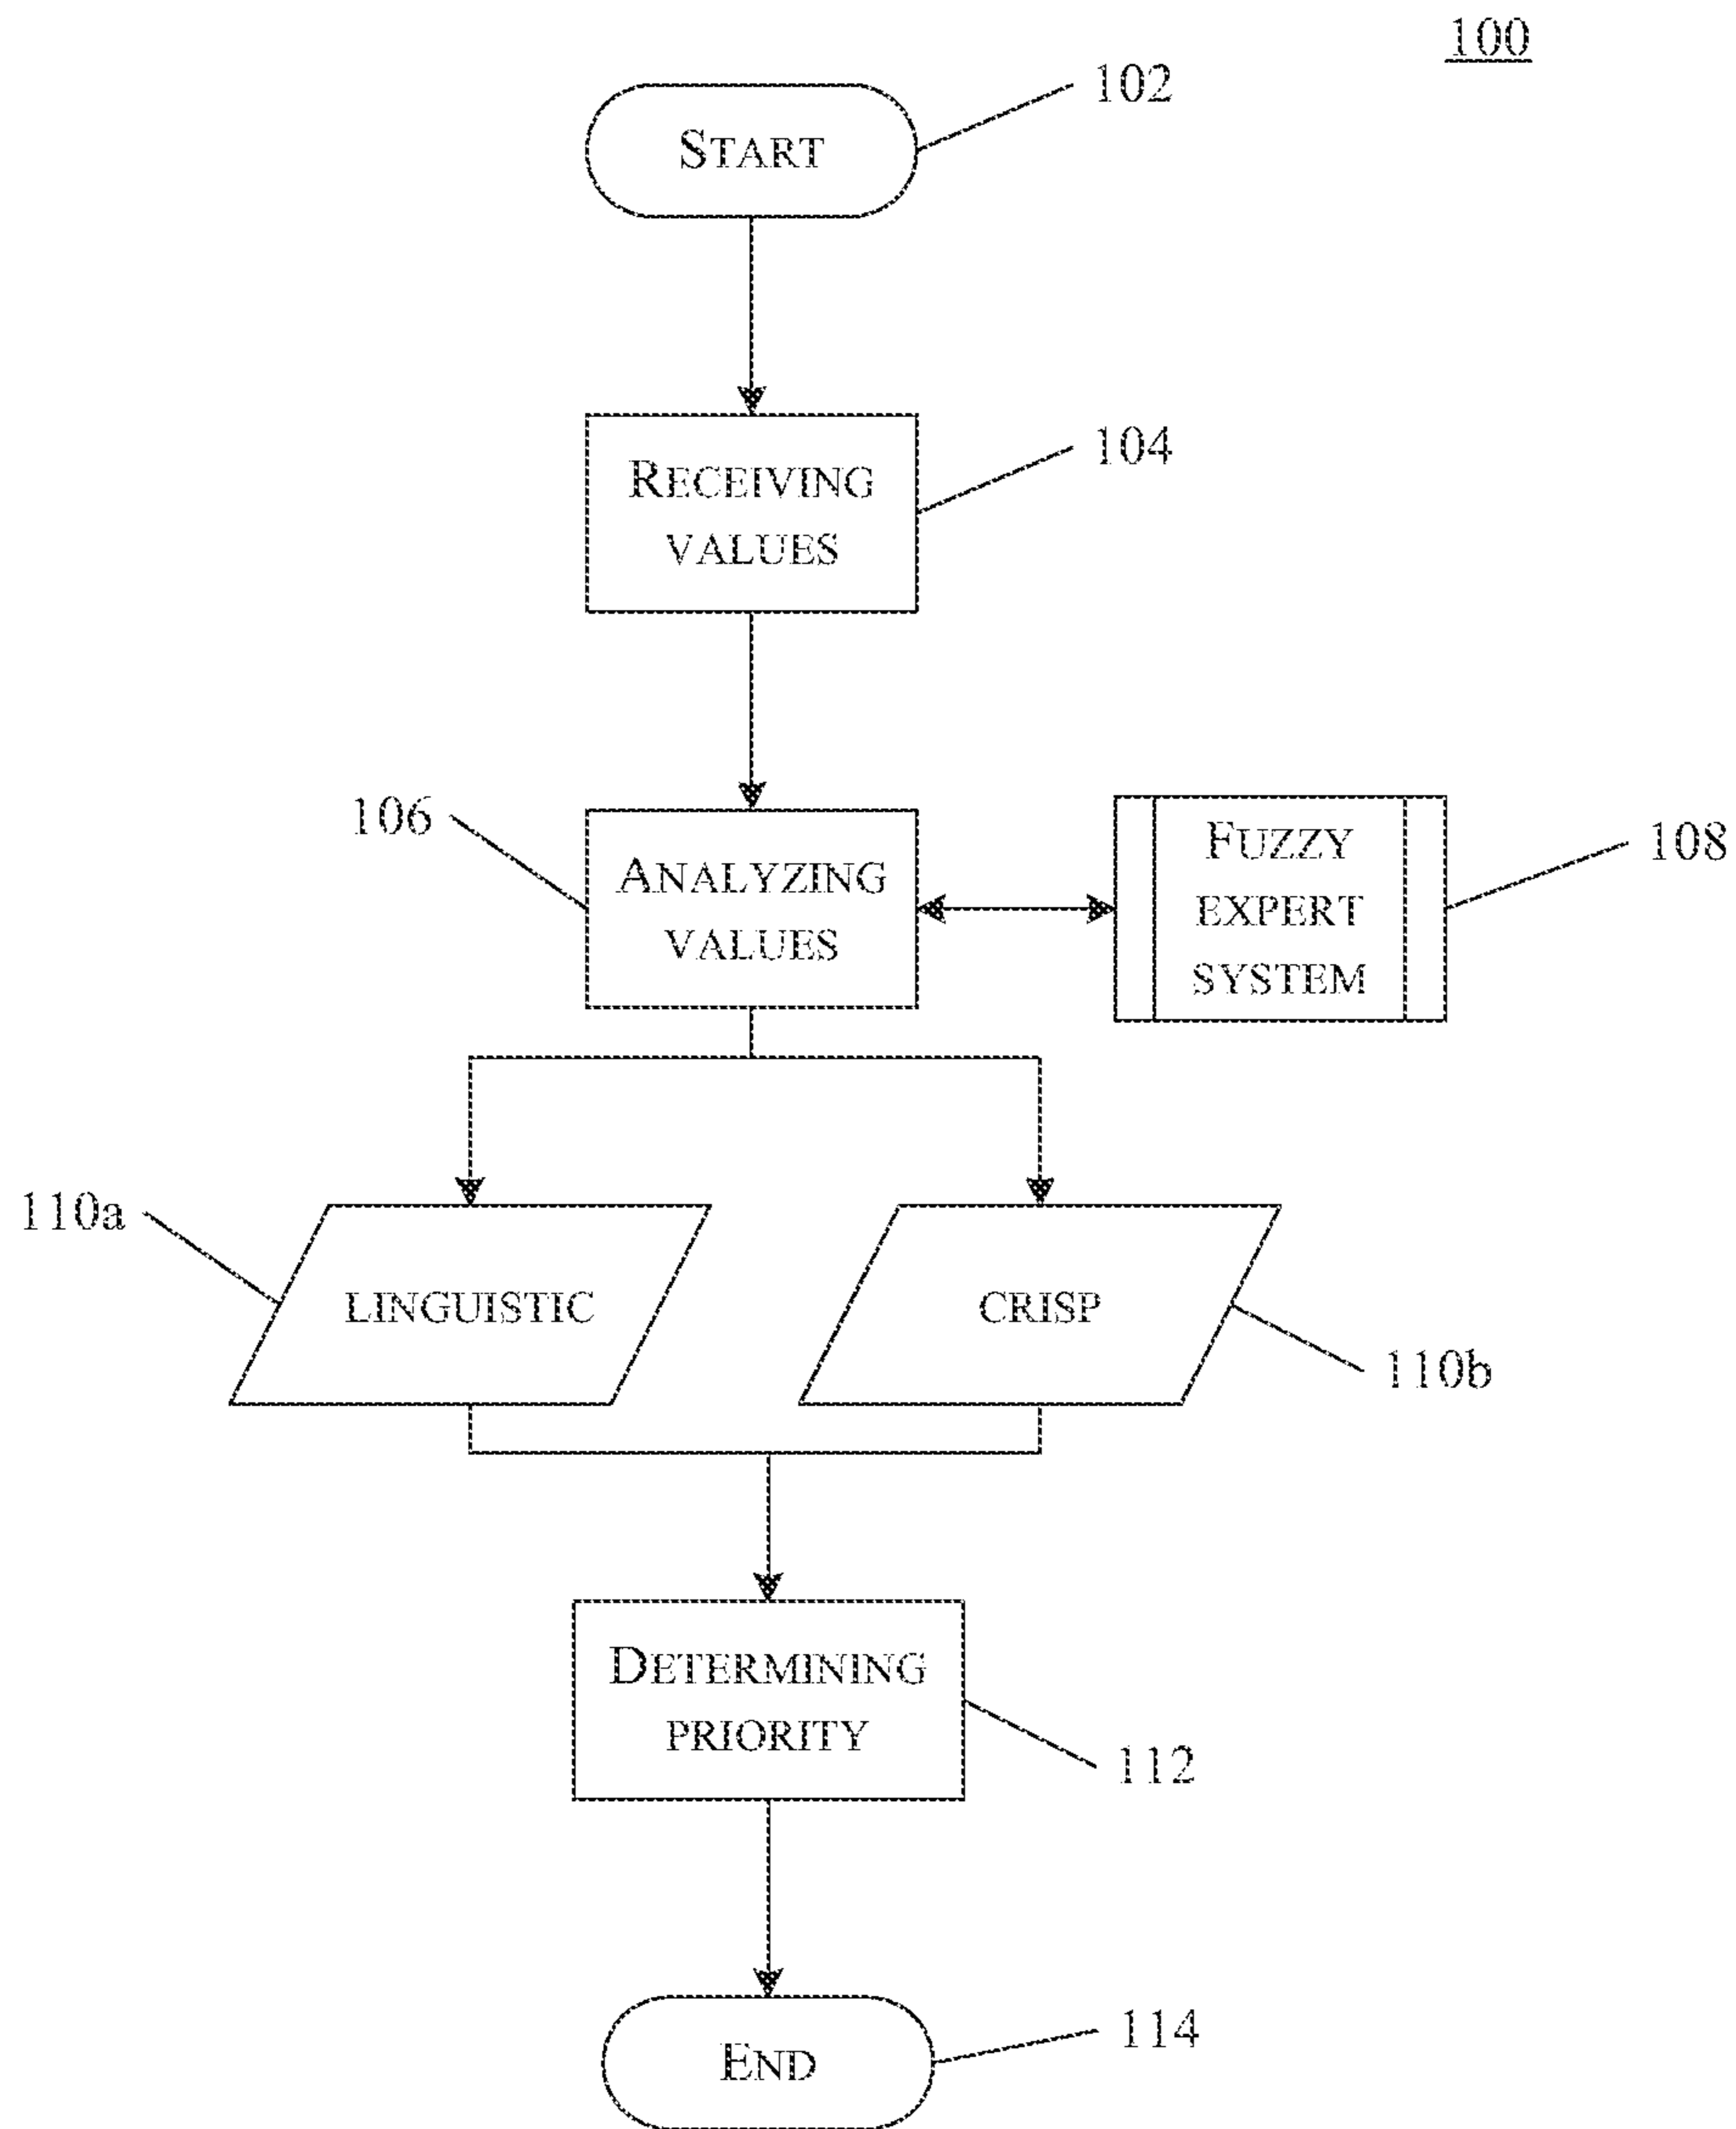 100
102
START
104
RECEIVING
VALUES
106
ANALYZING
VALUES
FUZZY
EXPERT
SYSTEM
108
110a
LINGUISTIC
CRISP
110b
DETERMINING
PRIORITY
112
END
114